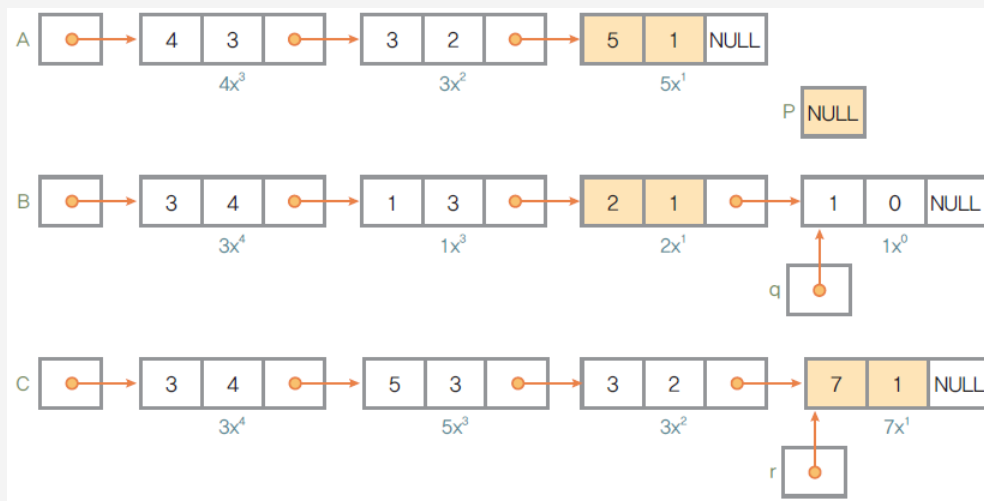 A 4 3 3 2 5 1 NULL
4x³ 3x² 5x¹
P NULL
B 3 4 1 3 2 1 1 0 NULL
3x⁴ 1x³ 2x¹ 1x⁰
q
C 3 4 5 3 3 2 7 1 NULL
3x⁴ 5x³ 3x² 7x¹
r